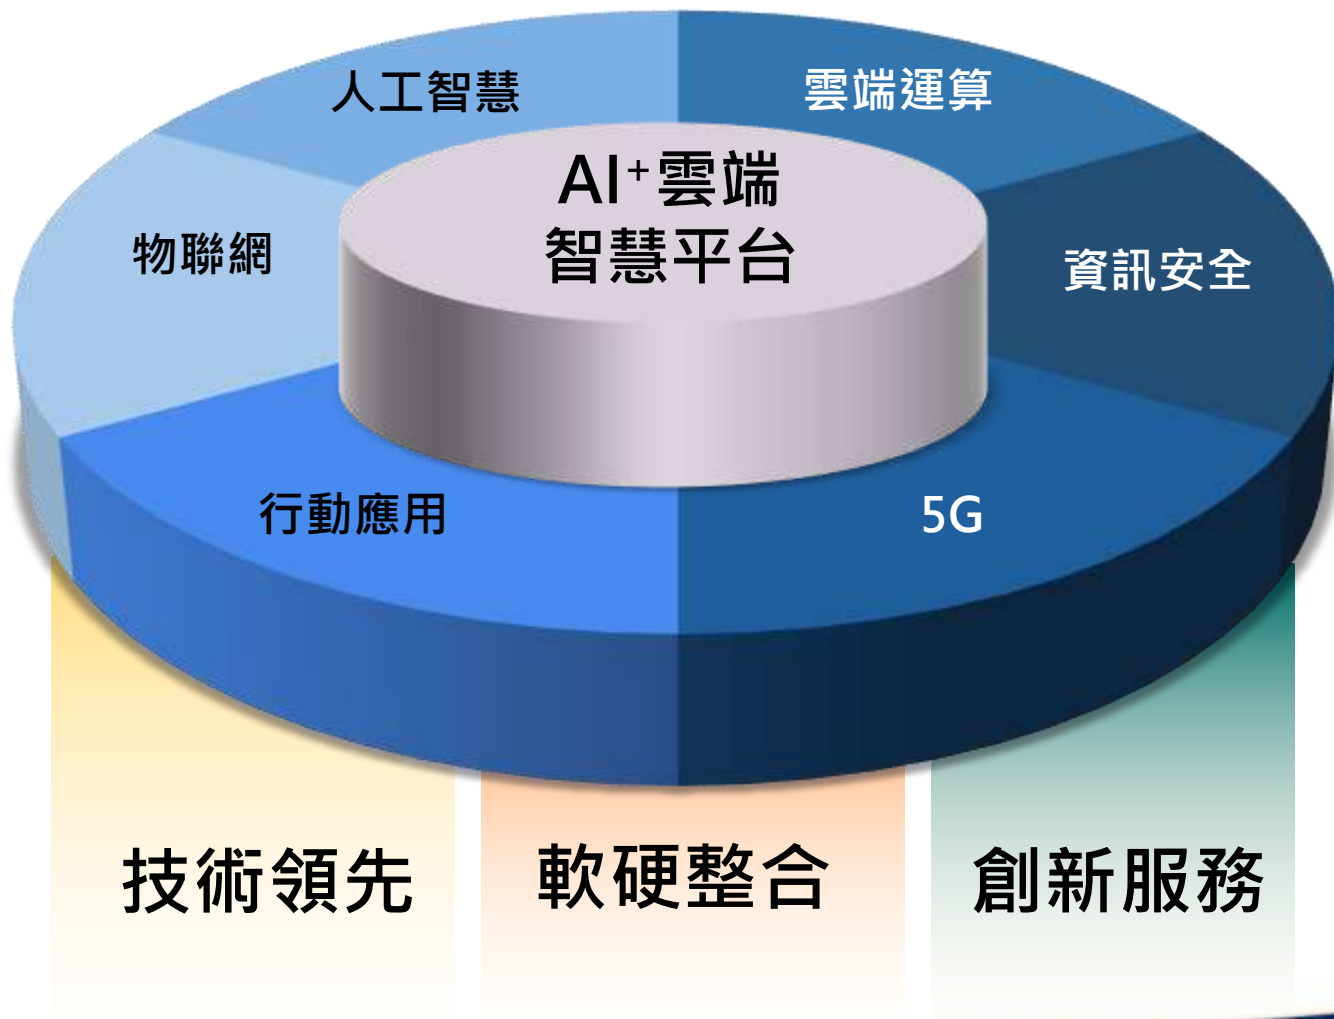 人工智慧
雲端運算
AI+雲端
智慧平台
物聯網
資訊安全
行動應用
5G
技術領先
軟硬整合
創新服務